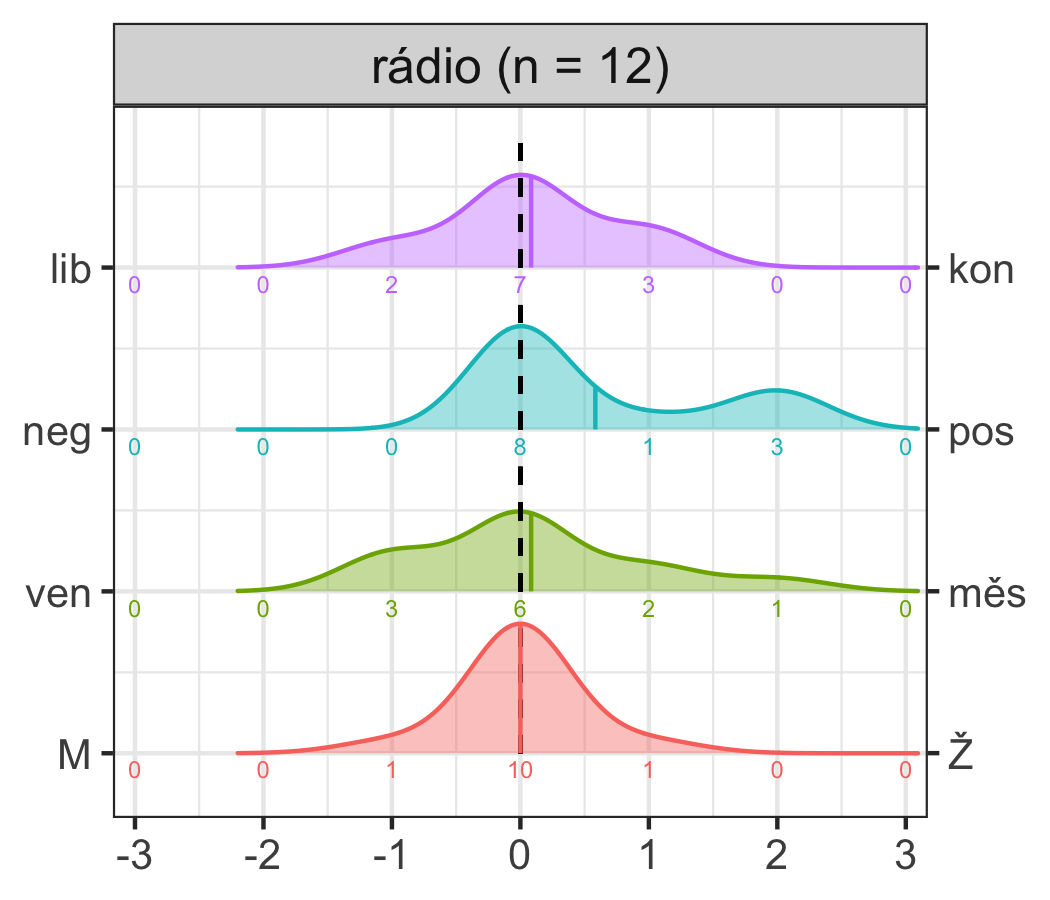 rádio (n = 12)
lib kon
0 0 2 7 3 0 0
neg pos
0 0 0 8 1 3 0
ven měs
0 0 3 6 2 1 0
M Ž
0 0 1 10 1 0 0
-3 -2 -1 0 1 2 3